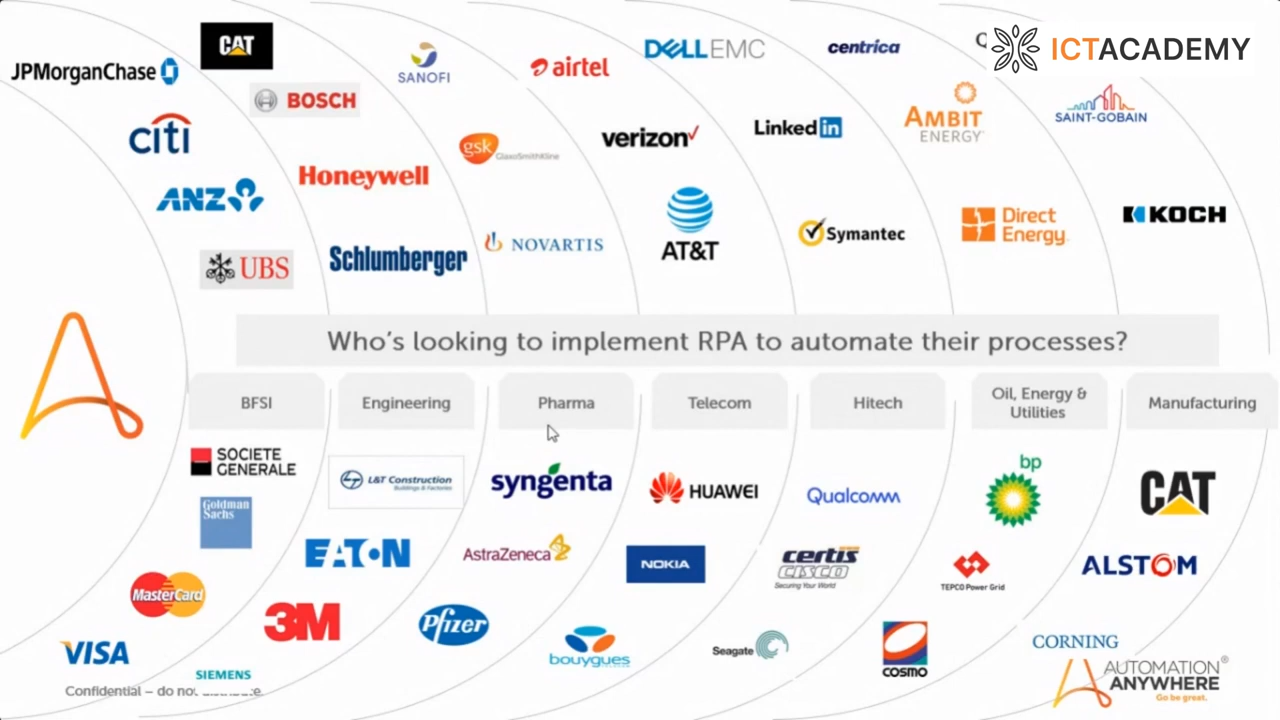 CAT
JPMorganChase
SANOFI
airtel
DELLEMC
centrica
ICTACADEMY
BOSCH
citi
gsk
GlaxoSmithKline
verizon
LinkedIn
AMBIT
ENERGY
SAINT-GOBAIN
Honeywell
ANZ
UBS
Schlumberger
NOVARTIS
AT&T
Symantec
Direct
Energy
KOCH
Who's looking to implement RPA to automate their processes?
BFSI
Engineering
Pharma
Telecom
Hitech
Oil, Energy &
Utilities
Manufacturing
SOCIETE
GENERALE
L&T Construction
Buildings & Factories
syngenta
HUAWEI
Qualcomm
bp
CAT
Goldman
Sachs
EATON
AstraZeneca
NOKIA
certis
CISCO
Securing Your World
TEPCO Power Grid
ALSTOM
MasterCard
3M
Pfizer
bouygues
Seagate
COSMO
CORNING
VISA
SIEMENS
Confidential – do not distribute.
AUTOMATION
ANYWHERE
Go be great.